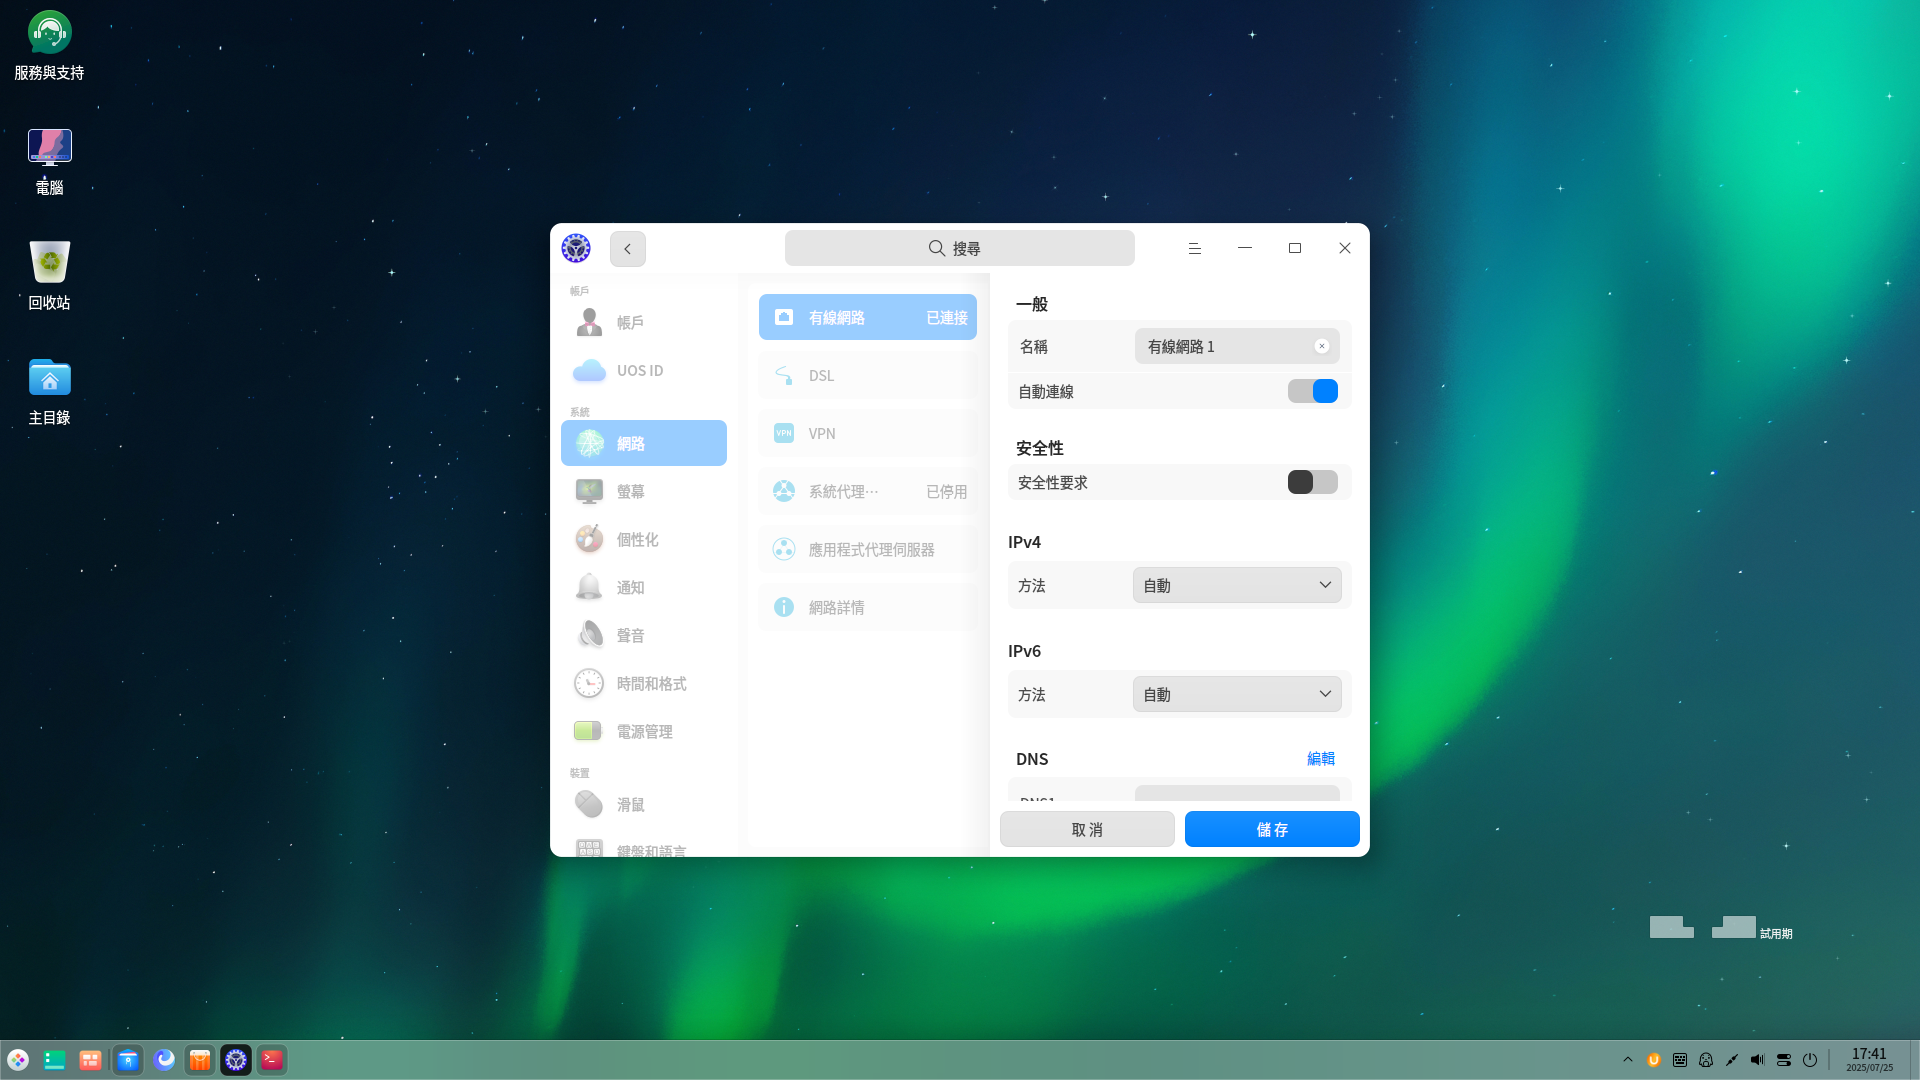 服務與支持
電腦
回收站
主目錄
搜尋
帳戶
帳戶
UOS ID
系統
網路
螢幕
個性化
通知
聲音
時間和格式
電源管理
裝置
滑鼠
鍵盤和語言
有線網路 已連接
DSL
VPN VPN
系統代理… 已停用
應用程式代理伺服器
網路詳情
一般
名稱 有線網路 1
自動連線
安全性
安全性要求
IPv4
方法 自動
IPv6
方法 自動
DNS 編輯
DNS1
取消 儲存
試用期
17:41
2025/07/25